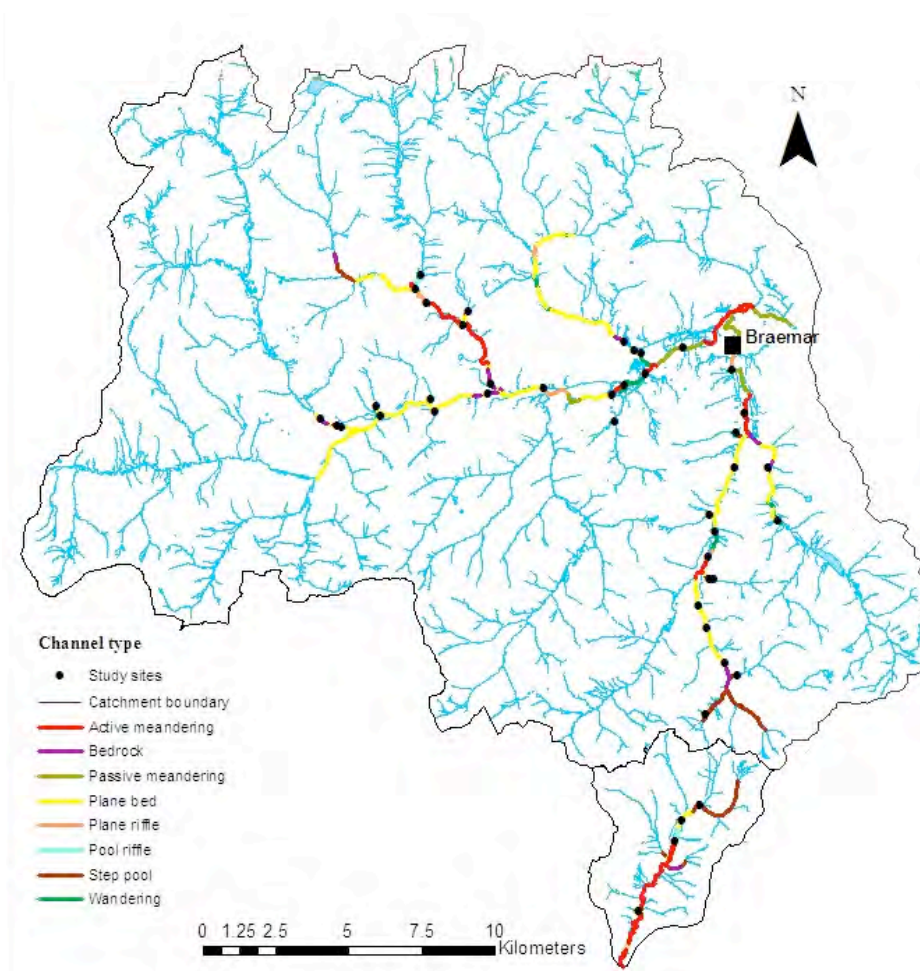 N
Braemar
Channel type
Study sites
Catchment boundary
Active meandering
Bedrock
Passive meandering
Plane bed
Plane riffle
Pool riffle
Step pool
Wandering
0 1.25 2.5 5 7.5 10
Kilometers